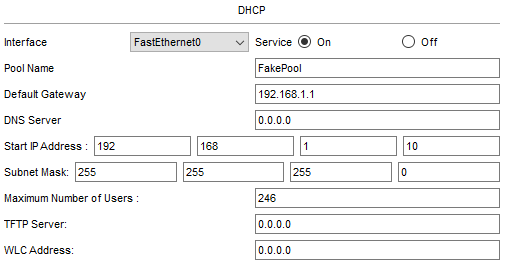 DHCP
Interface FastEthernet0 Service On Off
Pool Name FakePool
Default Gateway 192.168.1.1
DNS Server 0.0.0.0
Start IP Address : 192 168 1 10
Subnet Mask: 255 255 255 0
Maximum Number of Users : 246
TFTP Server: 0.0.0.0
WLC Address: 0.0.0.0